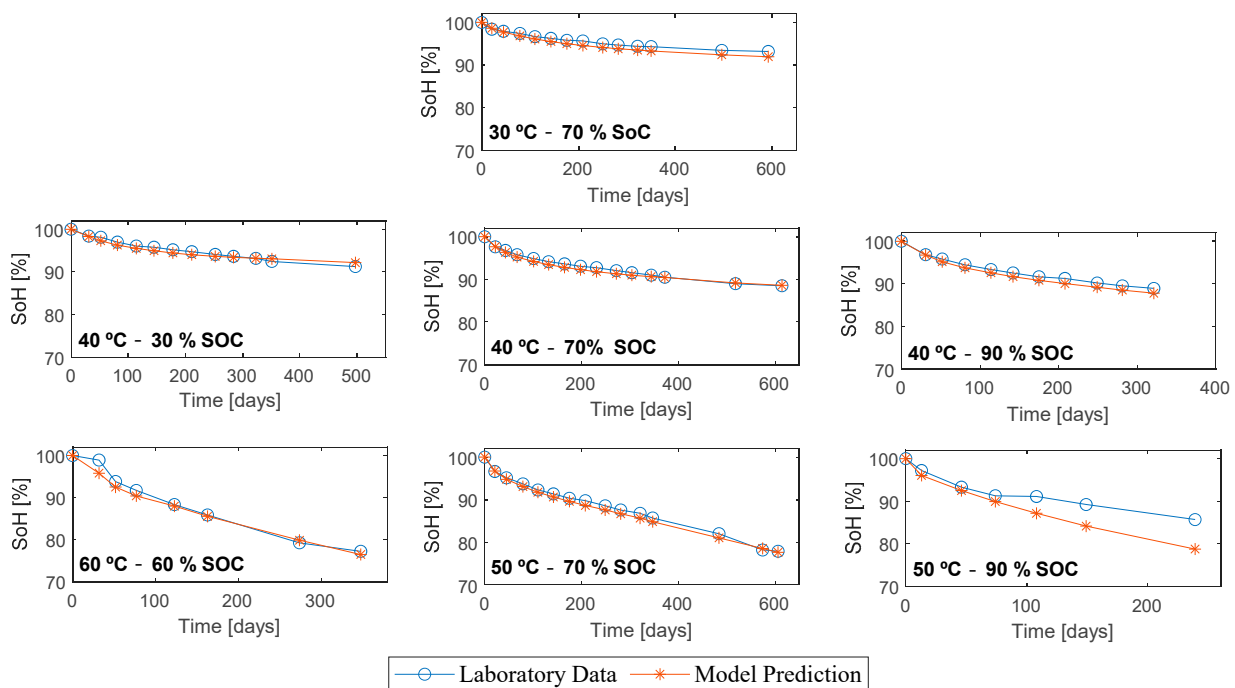 100
90
80
70
SoH [%]
30 ºC - 70 % SoC
0 200 400 600
Time [days]
100
90
80
70
SoH [%]
40 ºC - 30 % SOC
0 100 200 300 400 500
Time [days]
100
90
80
70
SoH [%]
40 ºC - 70% SOC
0 200 400 600
Time [days]
100
90
80
70
SoH [%]
40 ºC - 90 % SOC
0 100 200 300 400
Time [days]
100
90
80
70
SoH [%]
60 ºC - 60 % SOC
0 100 200 300
Time [days]
100
90
80
70
SoH [%]
50 ºC - 70 % SOC
0 200 400 600
Time [days]
100
90
80
70
SoH [%]
50 ºC - 90 % SOC
0 100 200
Time [days]
Laboratory Data Model Prediction